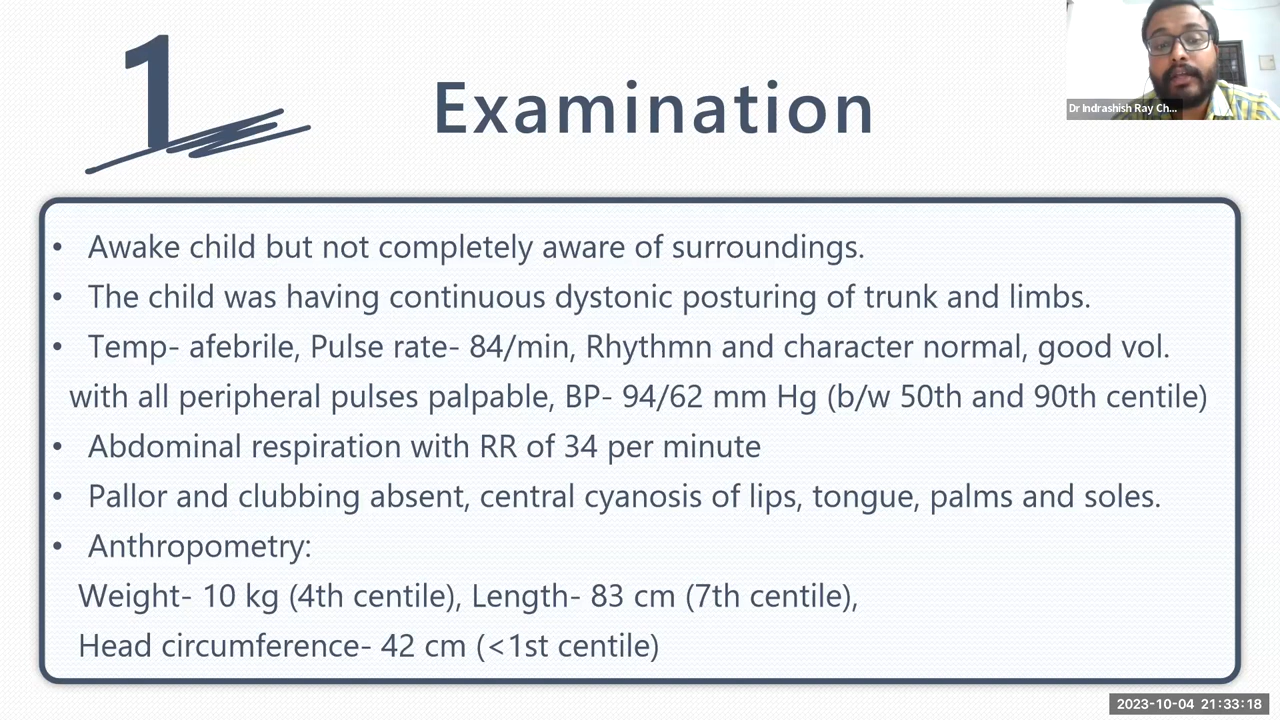 1
Examination
Dr Indrashish Ray Ch...
• Awake child but not completely aware of surroundings.
• The child was having continuous dystonic posturing of trunk and limbs.
• Temp- afebrile, Pulse rate- 84/min, Rhythmn and character normal, good vol.
with all peripheral pulses palpable, BP- 94/62 mm Hg (b/w 50th and 90th centile)
• Abdominal respiration with RR of 34 per minute
• Pallor and clubbing absent, central cyanosis of lips, tongue, palms and soles.
• Anthropometry:
Weight- 10 kg (4th centile), Length- 83 cm (7th centile),
Head circumference- 42 cm (<1st centile)
2023-10-04 21:33:18